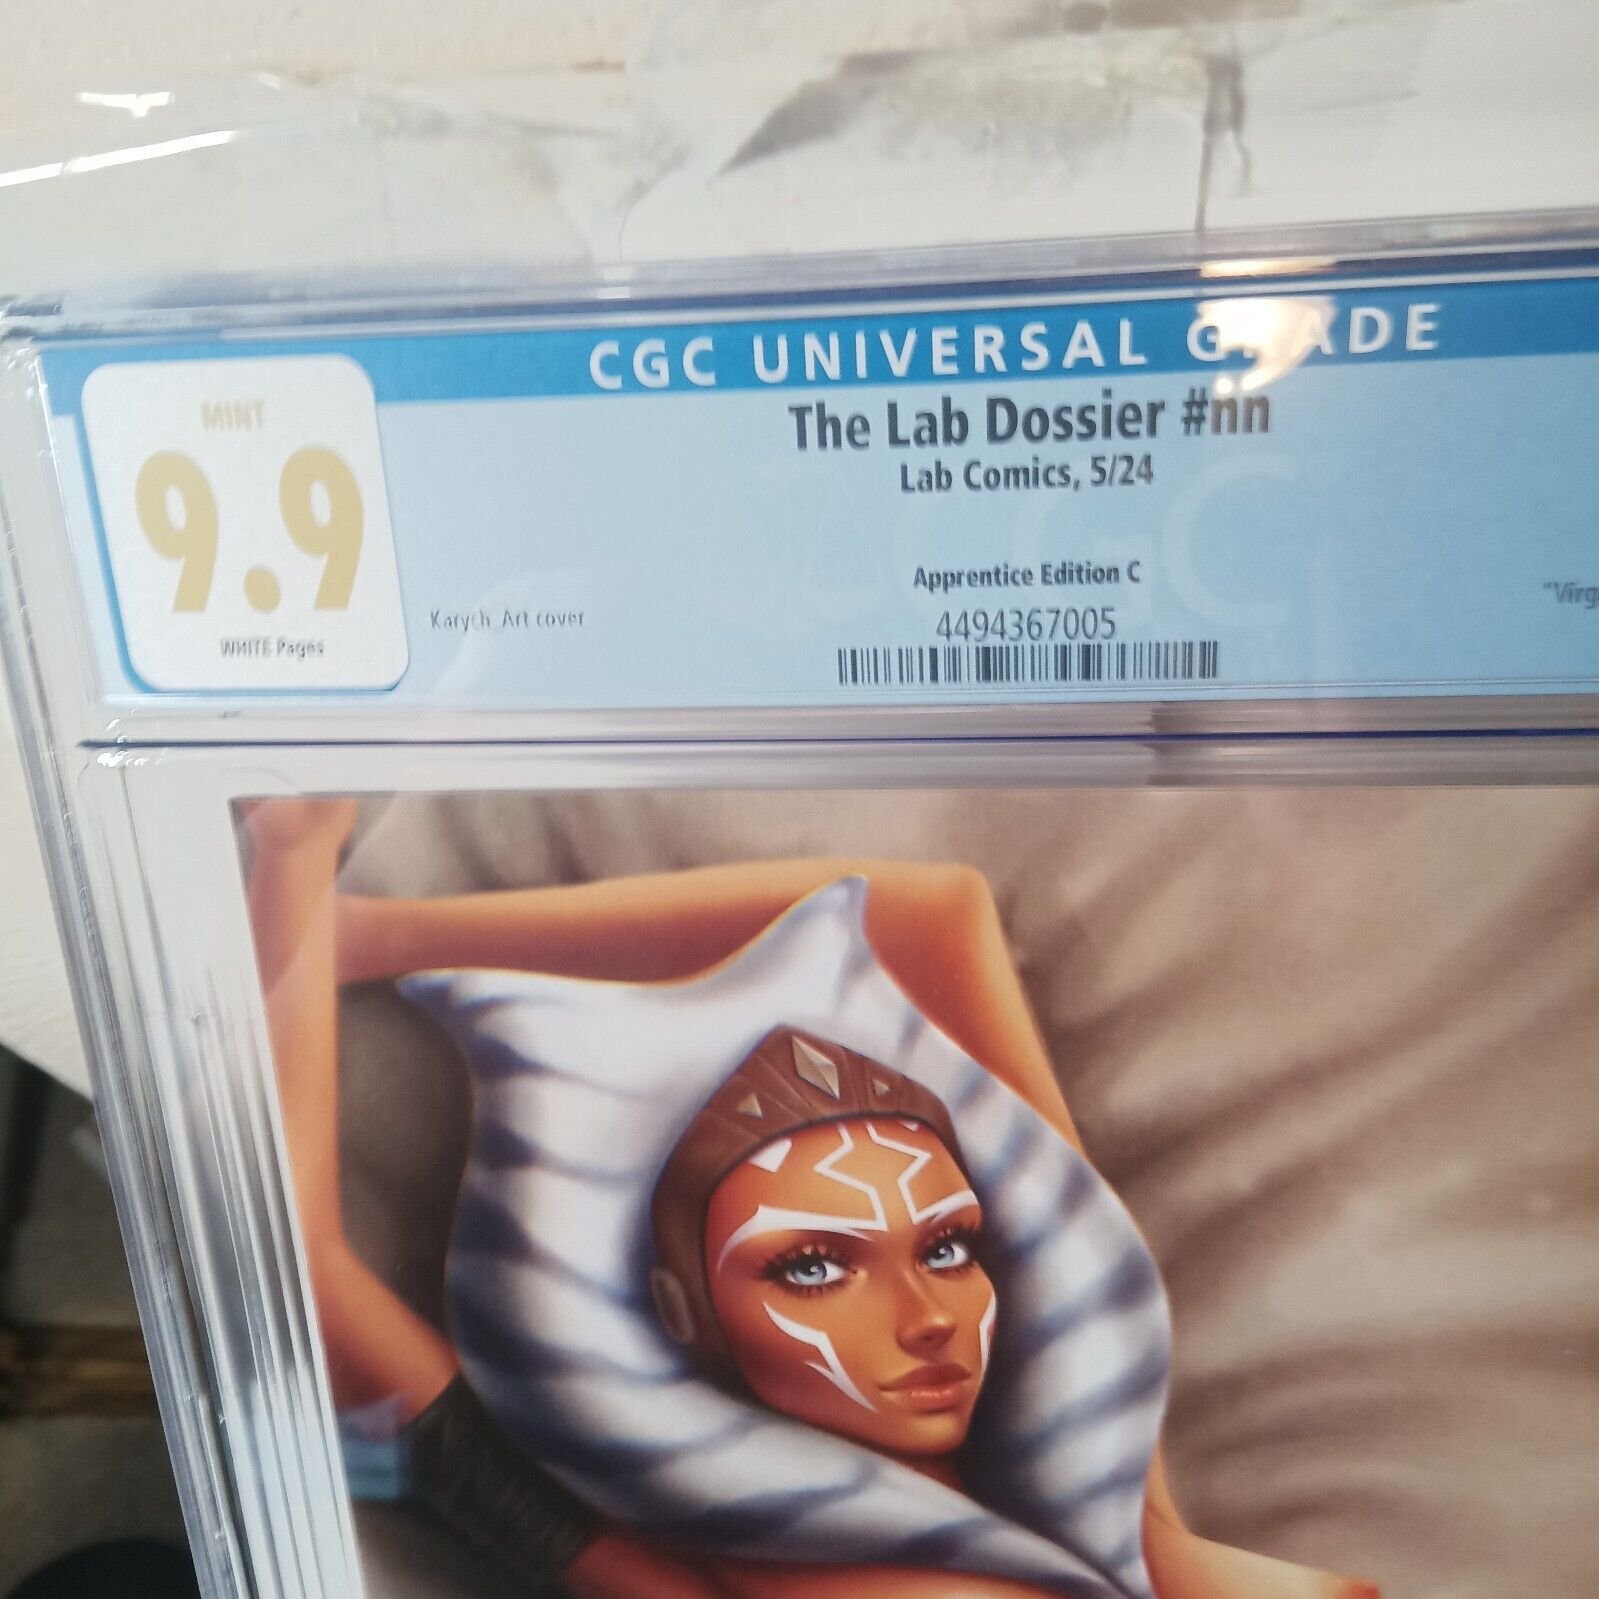 CGC UNIVERSAL GRADE
MINT
9.9
WHITE Pages
The Lab Dossier #nn
Lab Comics, 5/24
Apprentice Edition C
Karych_Art cover
4494367005
"Virg